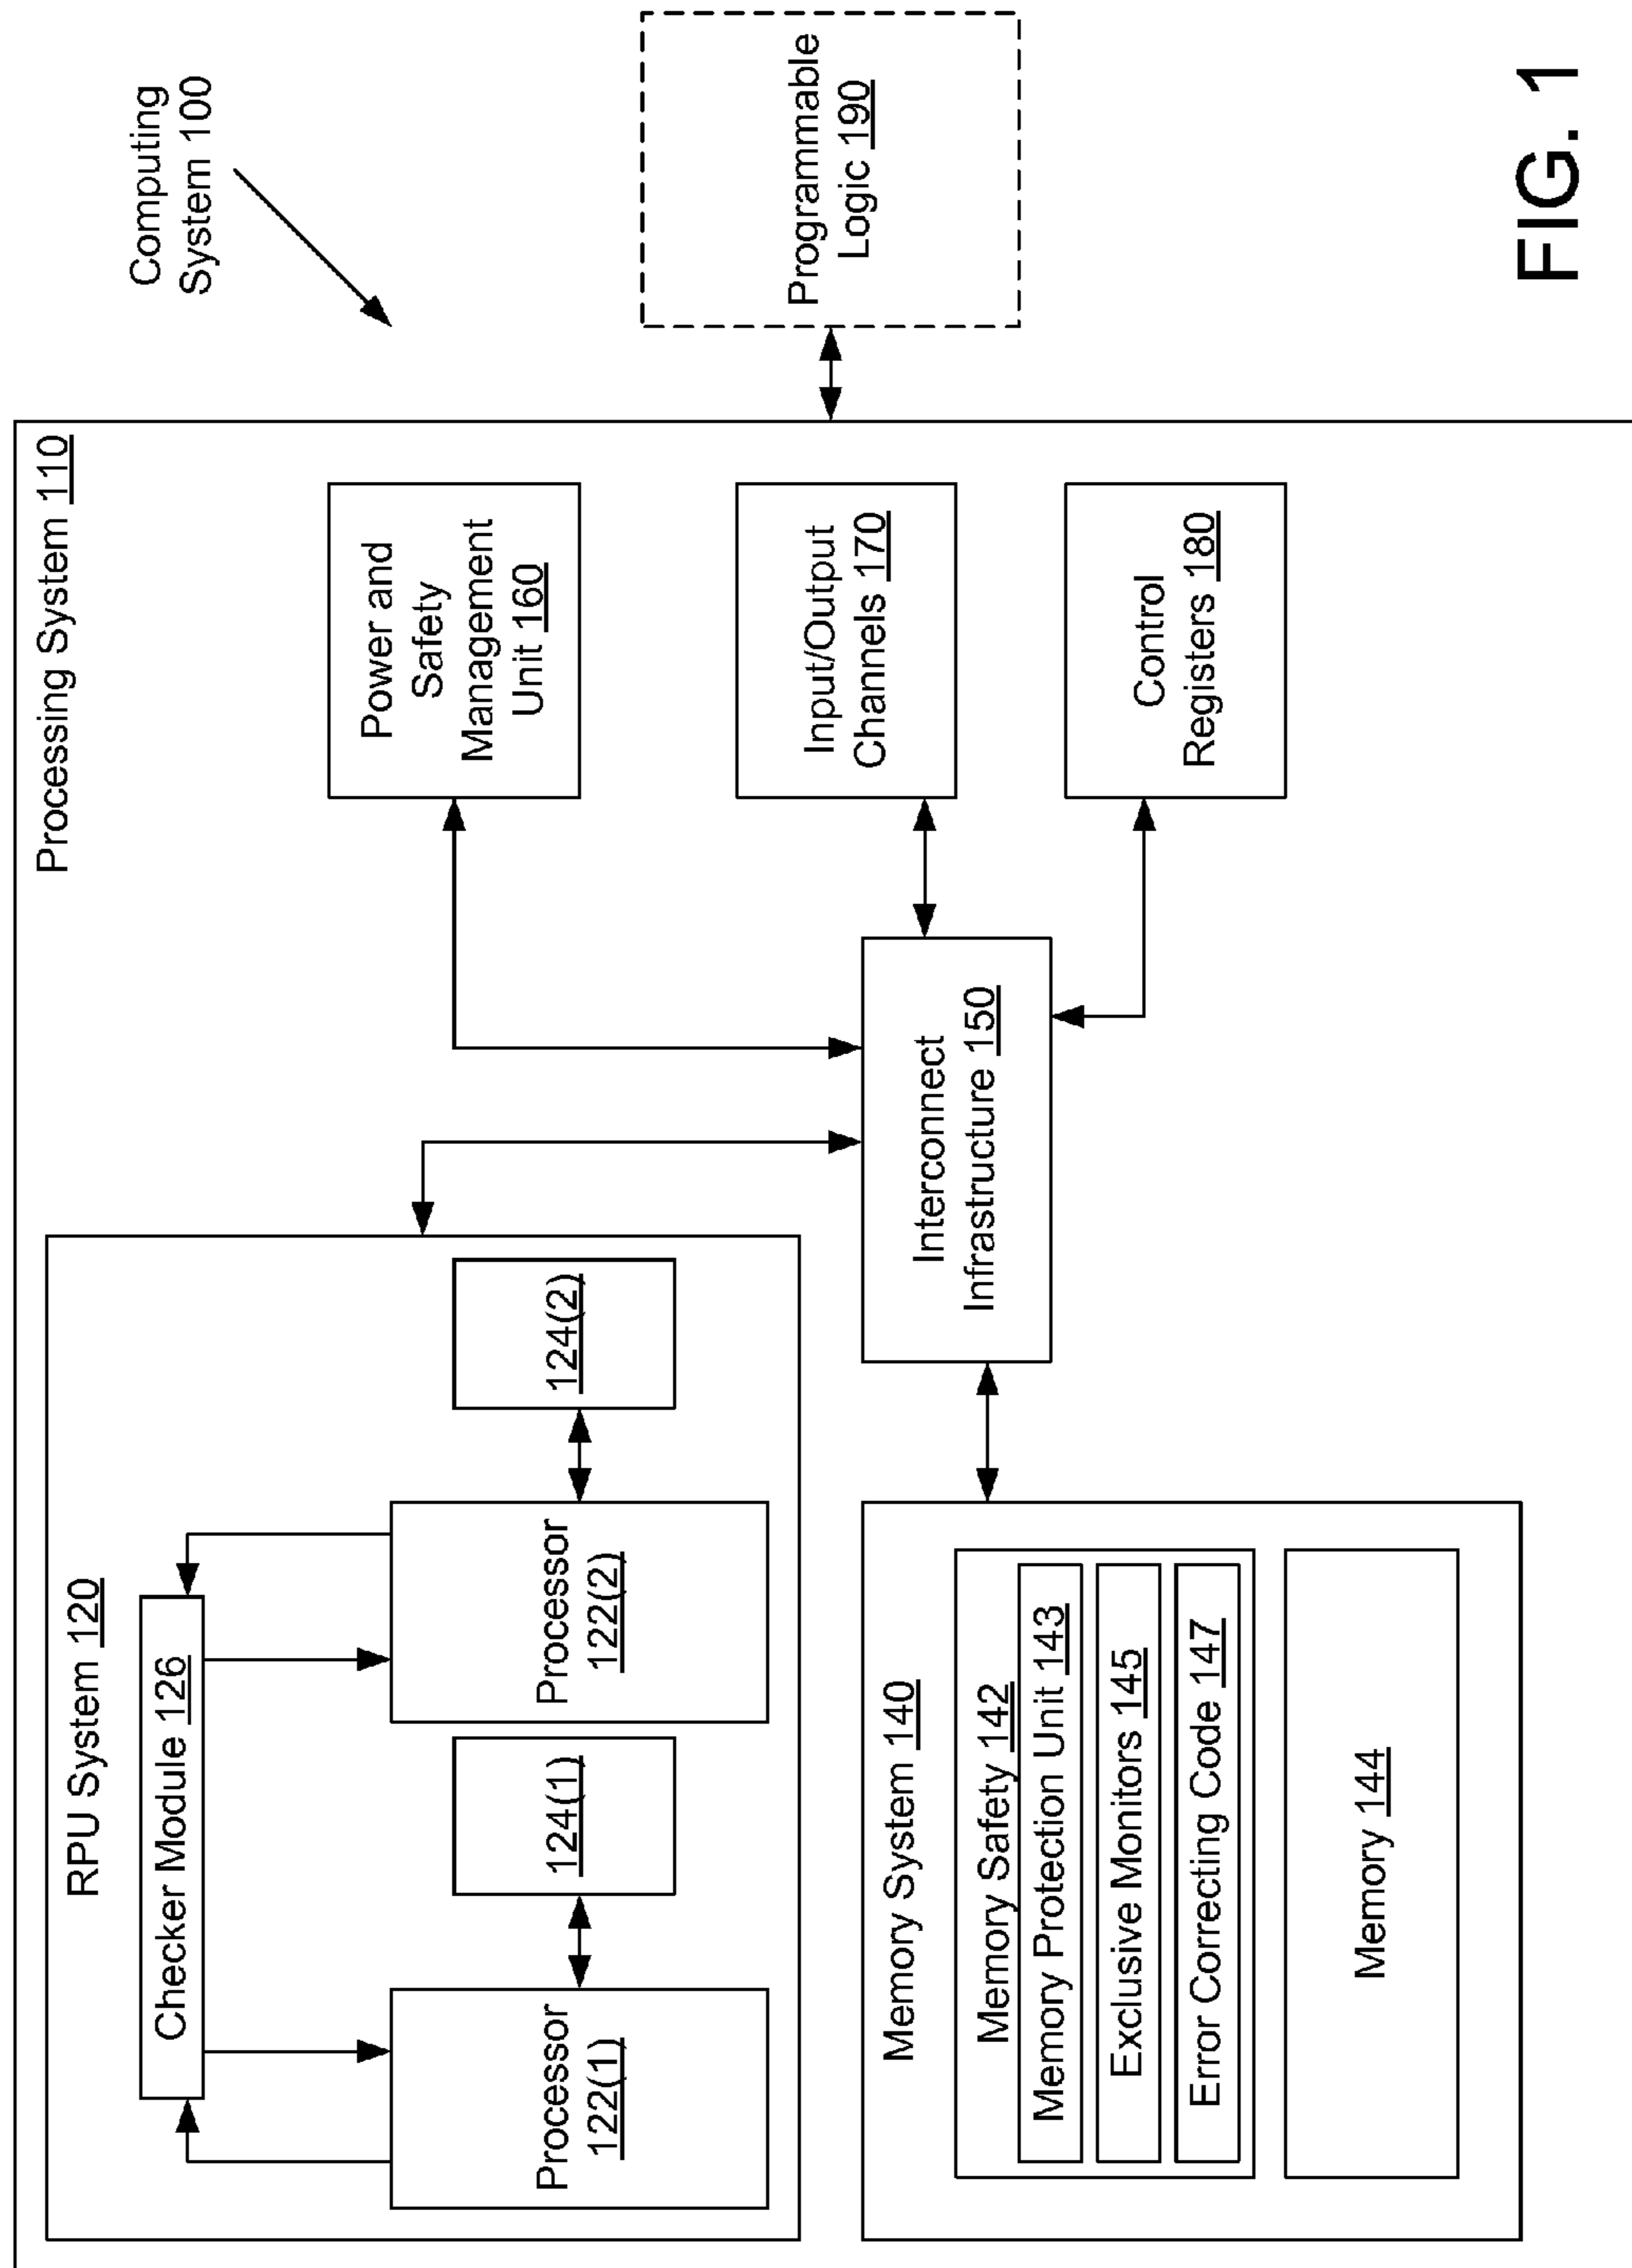 Computing
System 100
Processing System 110
RPU System 120
Checker Module 126
Processor
122(1)
124(1)
Processor
122(2)
124(2)
Power and
Safety
Management
Unit 160
Programmable
Logic 190
Input/Output
Channels 170
Interconnect
Infrastructure 150
Control
Registers 180
Memory System 140
Memory Safety 142
Memory Protection Unit 143
Exclusive Monitors 145
Error Correcting Code 147
Memory 144
FIG. 1